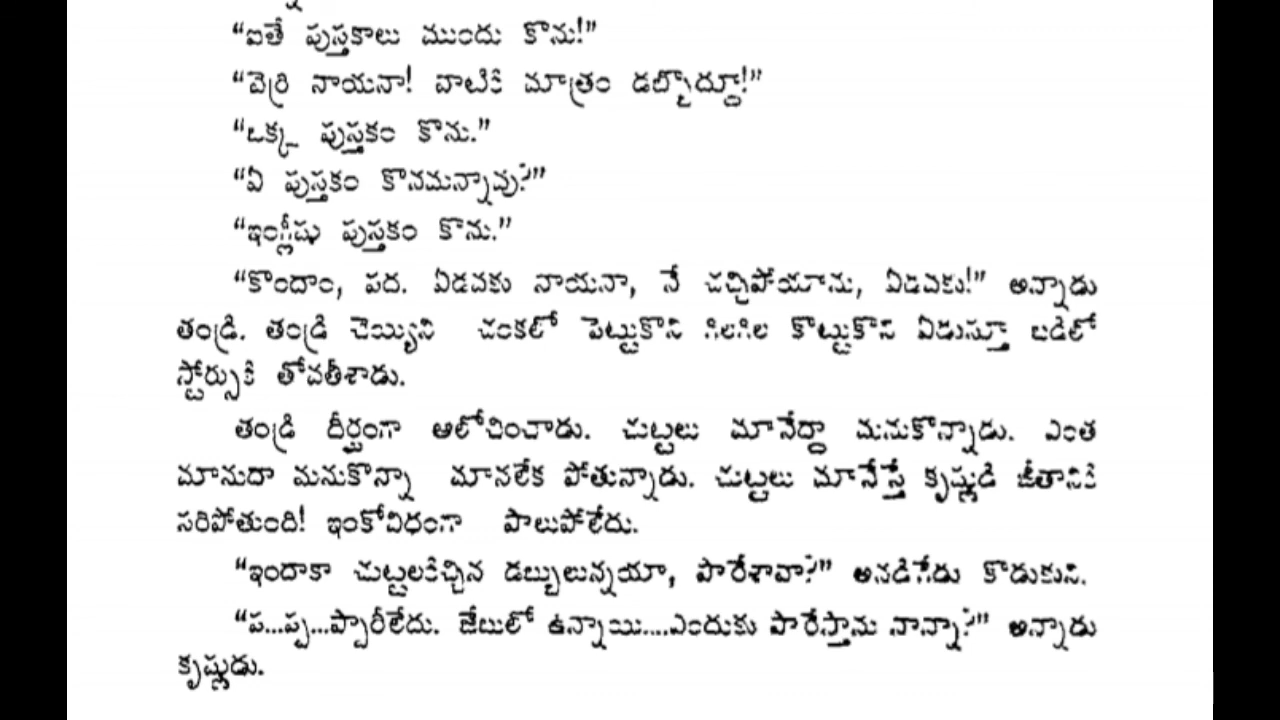 “ఐతే పుస్తకాలు ముందు కొను!”
“వెర్రి నాయనా! వాటికి మాత్రం డబ్బొద్దూ!”
“ఒక్క పుస్తకం కొను.”
“ఏ పుస్తకం కొనమన్నావు?”
“ఇంగ్లీషు పుస్తకం కొను.”
“కొందాం, పద. ఏడవకు నాయనా, నే చచ్చిపోయాను, ఏడవకు!” అన్నాడు
తండ్రి. తండ్రి చెయ్యిని చంకలో పెట్టుకొని గిలగిల కొట్టుకొని ఏడుస్తూ బడిలో
స్టోర్సుకి తోవతీశాడు.
తండ్రి దీర్ఘంగా ఆలోచించాడు. చుట్టలు మానేద్దా మనుకొన్నాడు. ఎంత
మానుదా మనుకొన్నా మానలేక పోతున్నాడు. చుట్టలు మానేస్తే కృష్ణుడి జీతానికి
సరిపోతుంది! ఇంకోవిధంగా పాలుపోలేదు.
“ఇందాకా చుట్టలకిచ్చిన డబ్బులున్నయా, పారేశావా?” అనడిగేడు కొడుకుని.
“ప...ప్ప...ప్పారీలేదు. జేబులో ఉన్నాయి....ఎందుకు పారేస్తాను నాన్నా?” అన్నాడు
కృష్ణుడు.